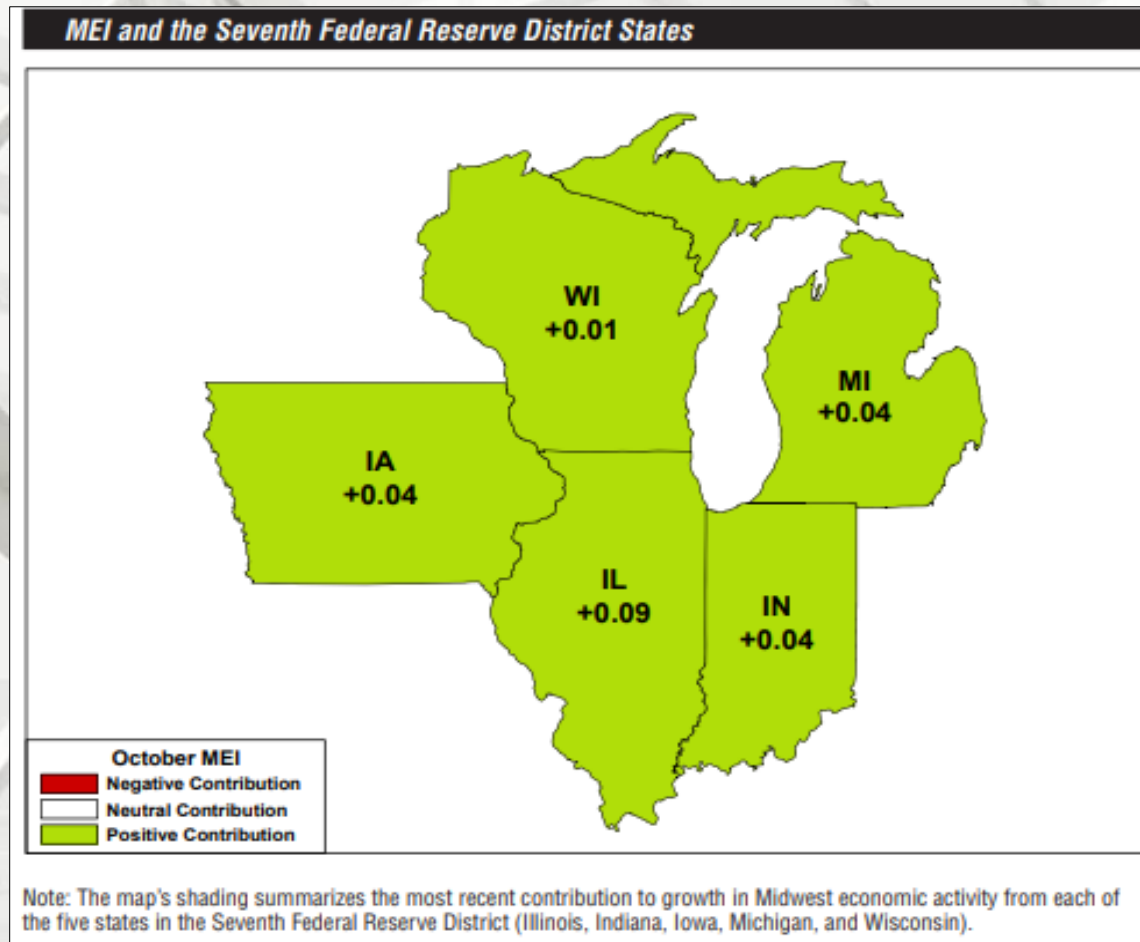 MEI and the Seventh Federal Reserve District States
WI
+0.01
MI
+0.04
IA
+0.04
IL
+0.09
IN
+0.04
October MEI
Negative Contribution
Neutral Contribution
Positive Contribution
Note: The map's shading summarizes the most recent contribution to growth in Midwest economic activity from each of
the five states in the Seventh Federal Reserve District (Illinois, Indiana, Iowa, Michigan, and Wisconsin).